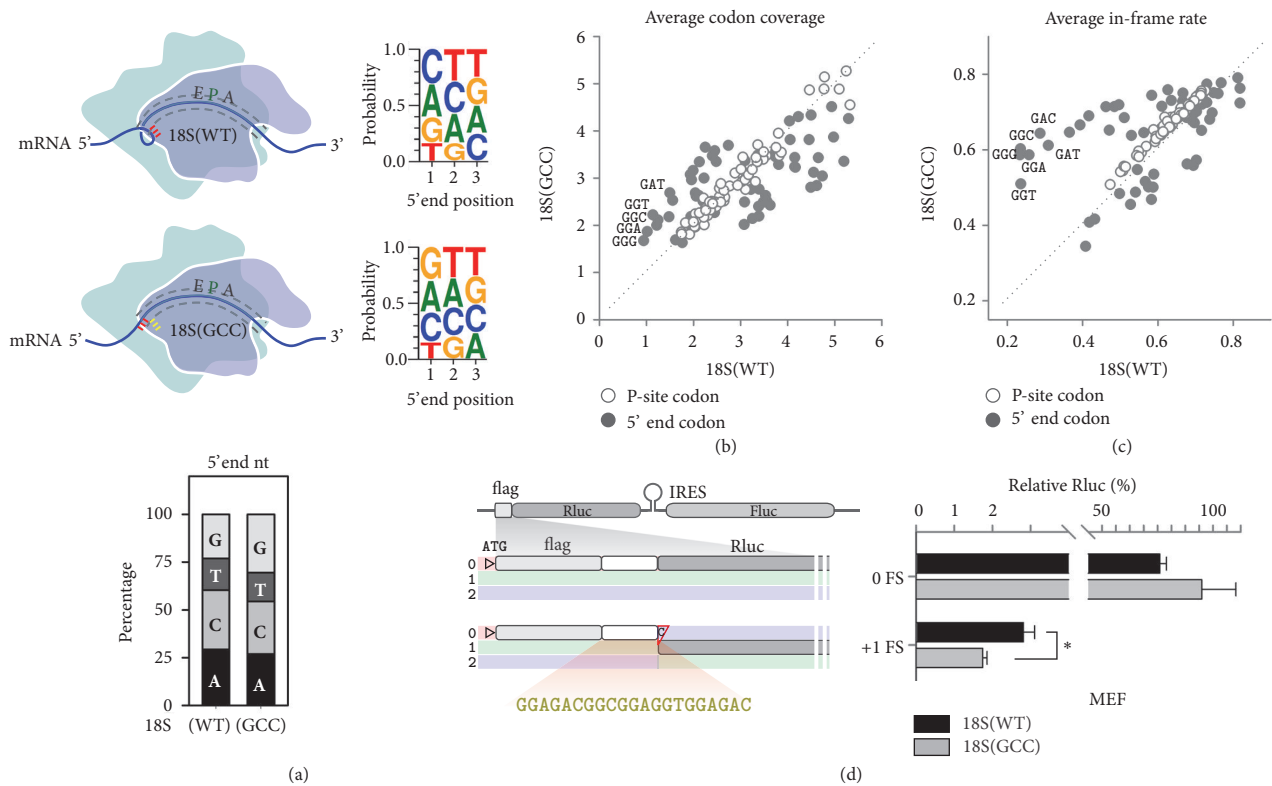 E P A
mRNA 5’
18S(WT)
3’
Probability
1.0
0.5
0.0
C T T
A C G
G A A
T G C
1 2 3
5’end position
E P A
mRNA 5’
18S(GCC)
3’
Probability
1.0
0.5
0.0
G T T
A A G
C C C
T G A
1 2 3
5’end position
5’end nt
Percentage
100
75
50
25
0
G
T
C
A
G
T
C
A
18S (WT) (GCC)
(a)
Average codon coverage
18S(GCC)
6
5
4
3
2
1
0
GAT
GGT
GGC
GGA
GGG
0 1 2 3 4 5 6
18S(WT)
P-site codon
5’ end codon
(b)
Average in-frame rate
18S(GCC)
0.8
0.6
0.4
0.2
GAC
GGC
GGG
GGA
GAT
GGT
0.2 0.4 0.6 0.8
18S(WT)
P-site codon
5’ end codon
(c)
flag
IRES
Rluc
Fluc
ATG
flag
Rluc
0
1
2
0
C
1
2
GGAGACGGCGGAGGTGGAGAC
Relative Rluc (%)
0 1 2 50 100
0 FS
+1 FS
*
MEF
18S(WT)
18S(GCC)
(d)